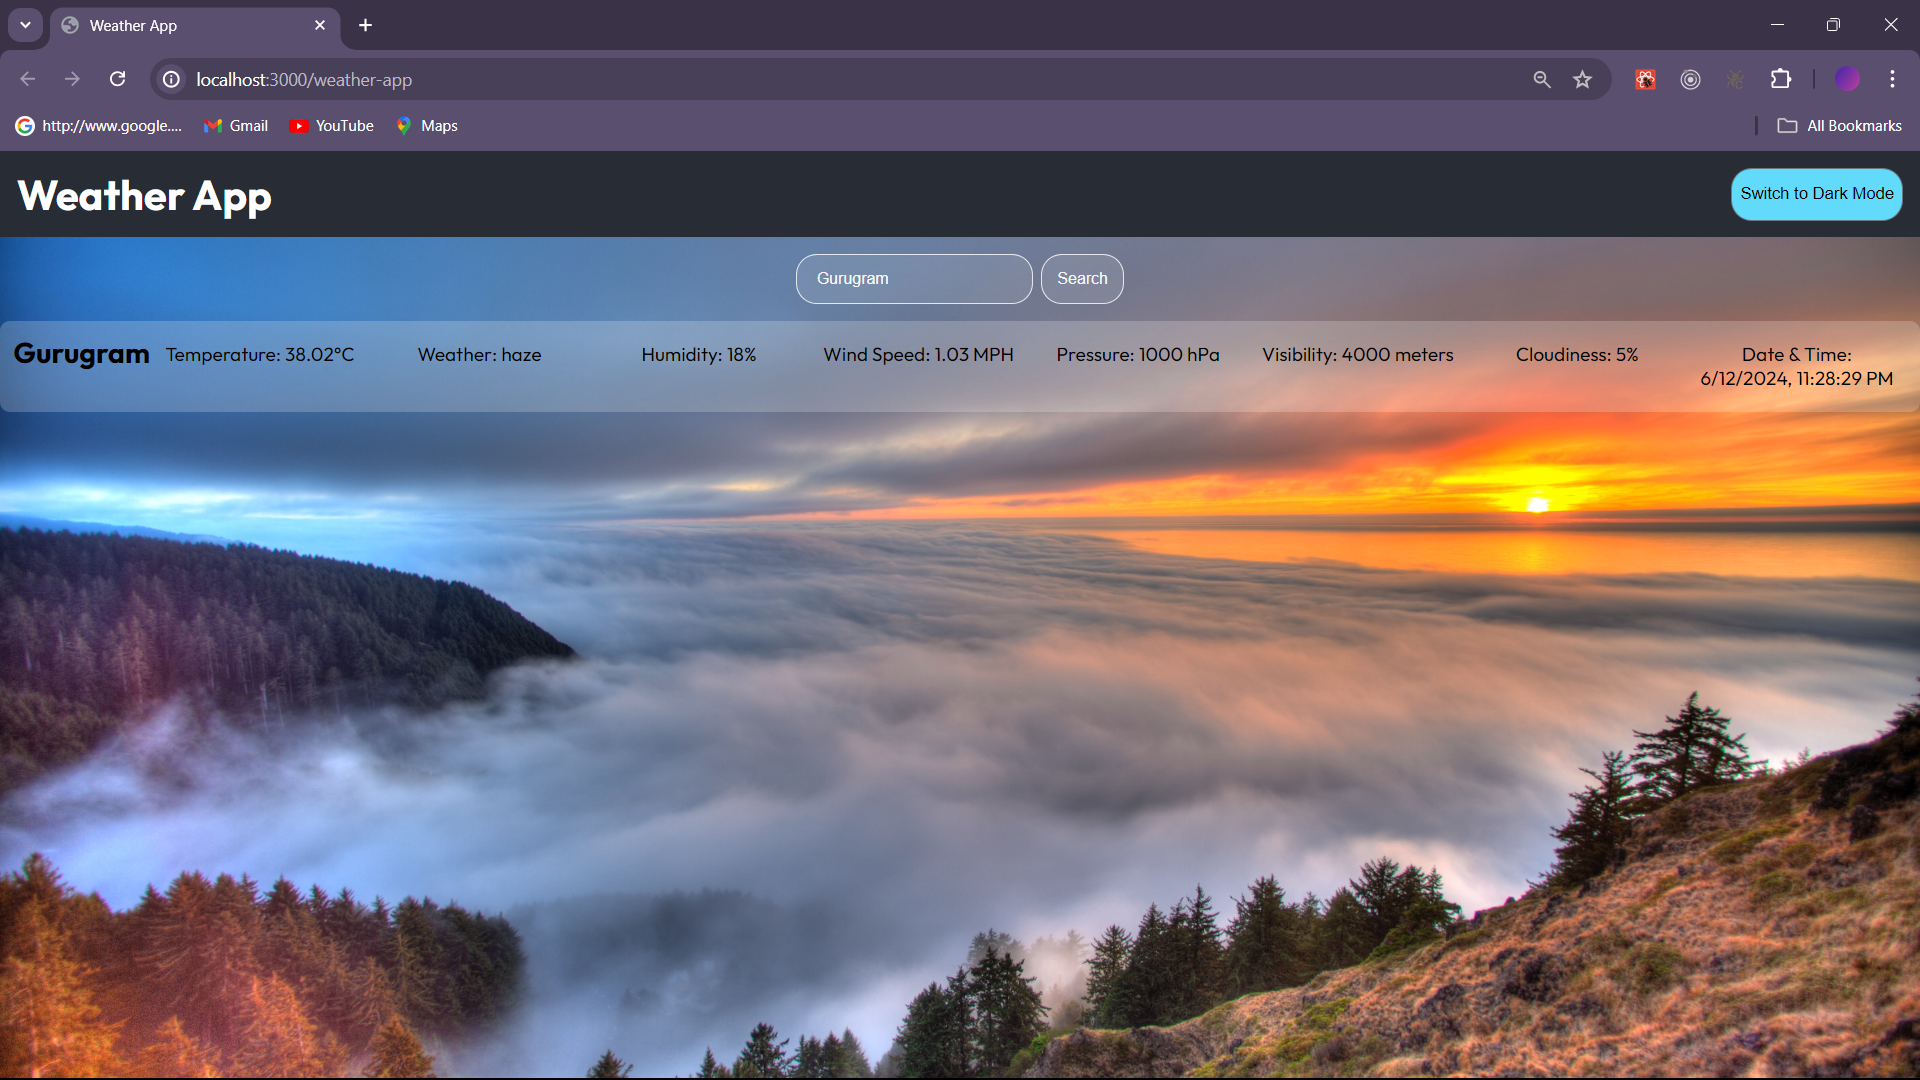 Weather App
localhost:3000/weather-app
http://www.google.... Gmail YouTube Maps All Bookmarks
Weather App Switch to Dark Mode
Gurugram Search
Gurugram Temperature: 38.02°C Weather: haze Humidity: 18% Wind Speed: 1.03 MPH Pressure: 1000 hPa Visibility: 4000 meters Cloudiness: 5% Date & Time:
6/12/2024, 11:28:29 PM